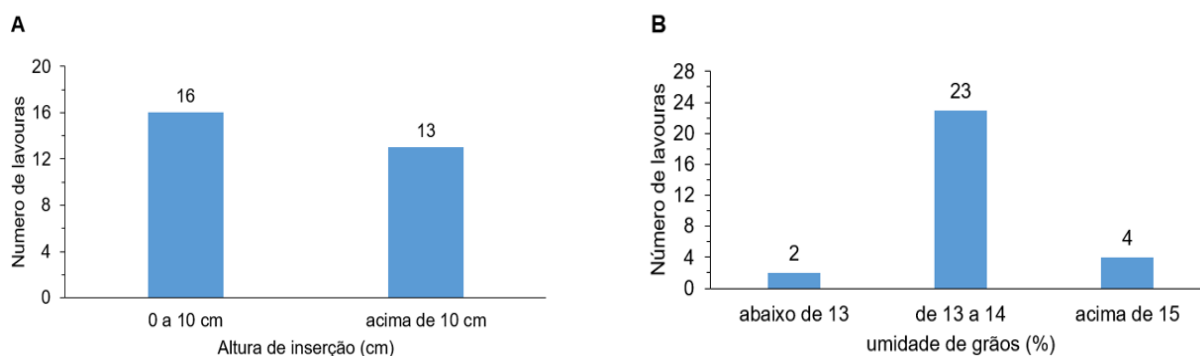 A
Numero de lavouras
20
16
12
8
4
0
16
13
0 a 10 cm
acima de 10 cm
Altura de inserção (cm)
B
Número de lavouras
28
24
20
16
12
8
4
0
2
23
4
abaixo de 13
de 13 a 14
acima de 15
umidade de grãos (%)